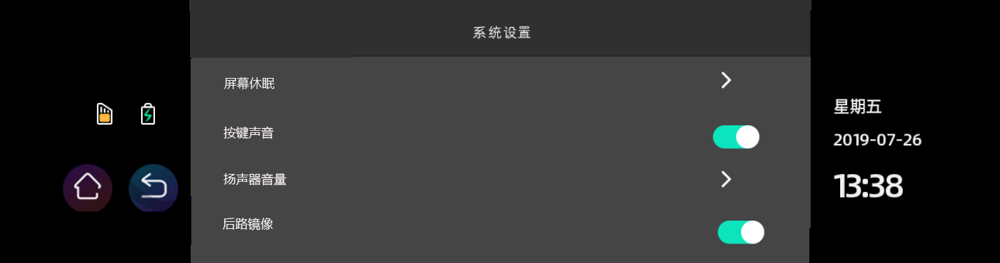 系统设置
屏幕休眠
按键声音
扬声器音量
后路镜像
星期五
2019-07-26
13:38